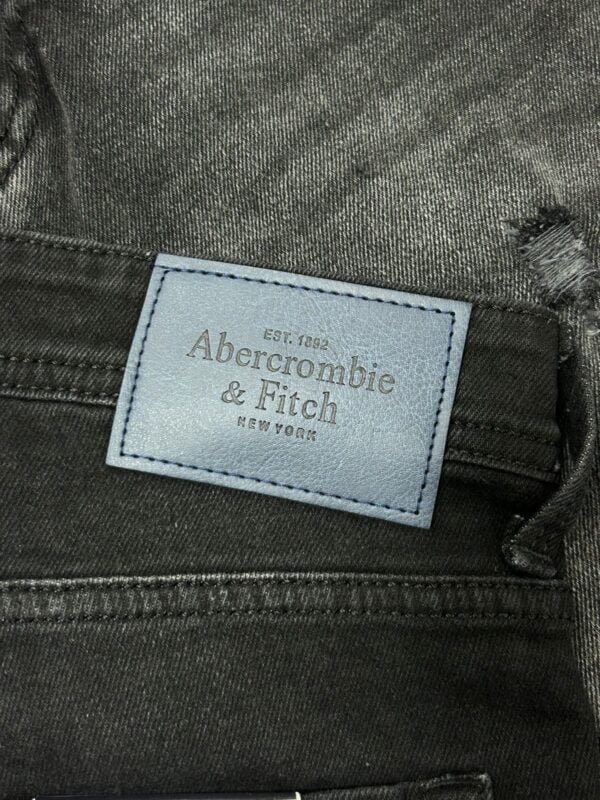 EST. 1892
Abercrombie
& Fitch
NEW YORK